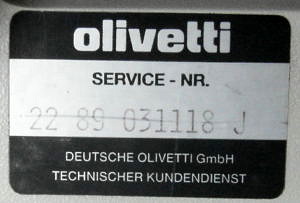 olivetti
SERVICE - NR.
22 89 031118 J
DEUTSCHE OLIVETTI GmbH
TECHNISCHER KUNDENDIENST